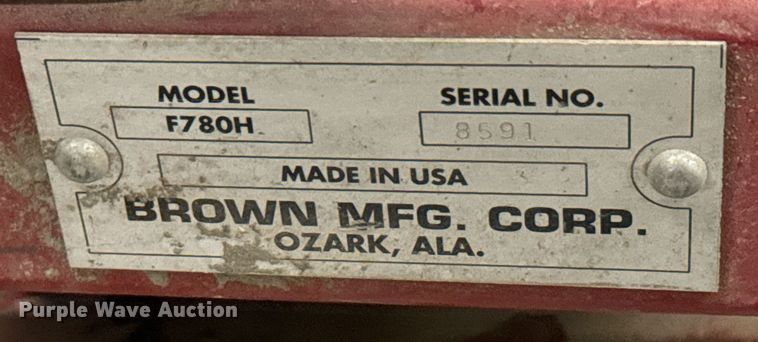 MODEL SERIAL NO.
F780H 8591
MADE IN USA
BROWN MFG. CORP.
OZARK, ALA.
Purple Wave Auction